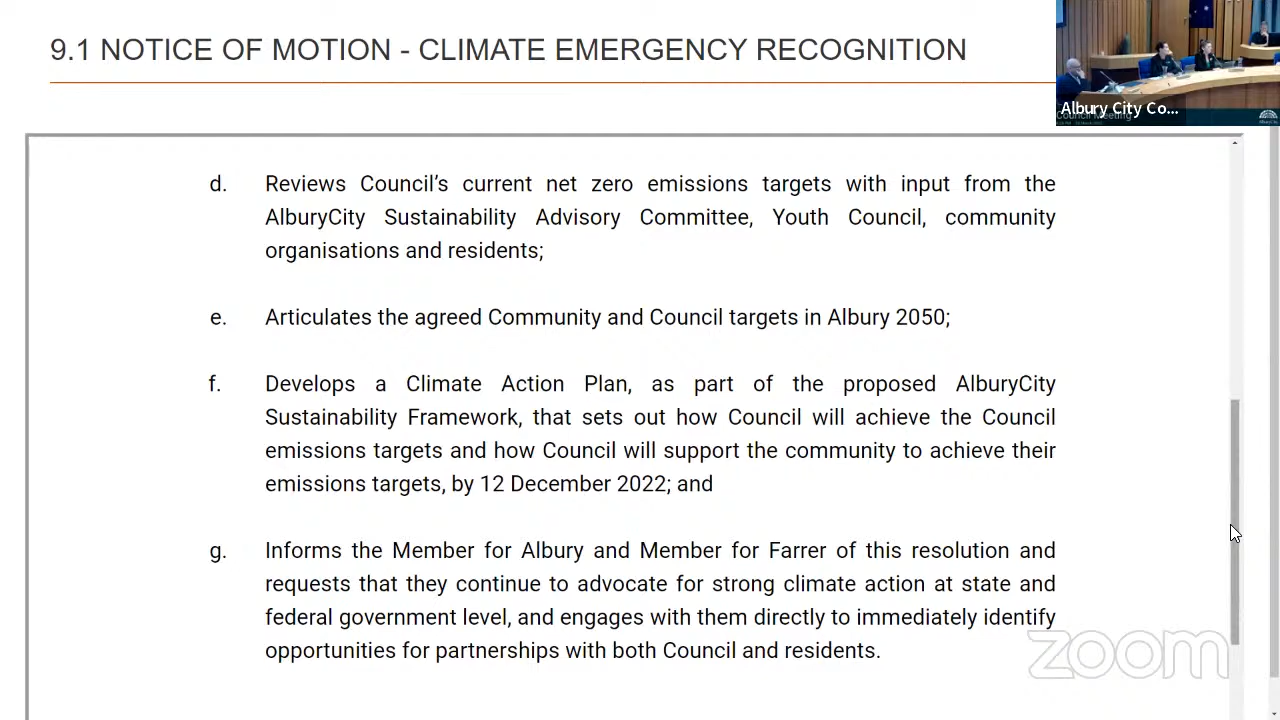 9.1 NOTICE OF MOTION - CLIMATE EMERGENCY RECOGNITION
Albury City Co...
Council Meeting
d. Reviews Council’s current net zero emissions targets with input from the
AlburyCity Sustainability Advisory Committee, Youth Council, community
organisations and residents;
e. Articulates the agreed Community and Council targets in Albury 2050;
f. Develops a Climate Action Plan, as part of the proposed AlburyCity
Sustainability Framework, that sets out how Council will achieve the Council
emissions targets and how Council will support the community to achieve their
emissions targets, by 12 December 2022; and
g. Informs the Member for Albury and Member for Farrer of this resolution and
requests that they continue to advocate for strong climate action at state and
federal government level, and engages with them directly to immediately identify
opportunities for partnerships with both Council and residents.
zoom